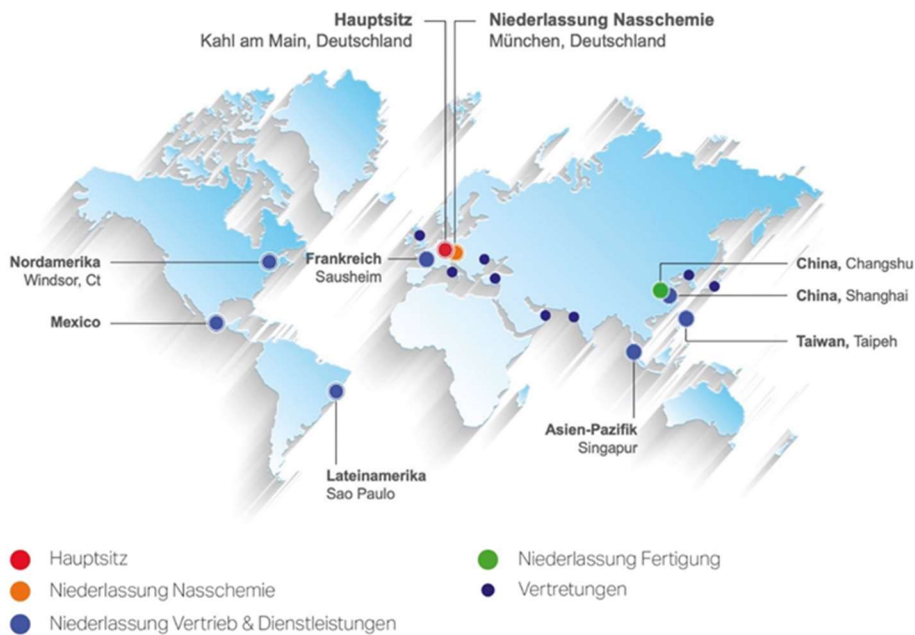 Hauptsitz
Kahl am Main, Deutschland
Niederlassung Nasschemie
München, Deutschland
Nordamerika
Windsor, Ct
Mexico
Frankreich
Sausheim
China, Changshu
China, Shanghai
Taiwan, Taipeh
Asien-Pazifik
Singapur
Lateinamerika
Sao Paulo
Hauptsitz
Niederlassung Nasschemie
Niederlassung Vertrieb & Dienstleistungen
Niederlassung Fertigung
Vertretungen